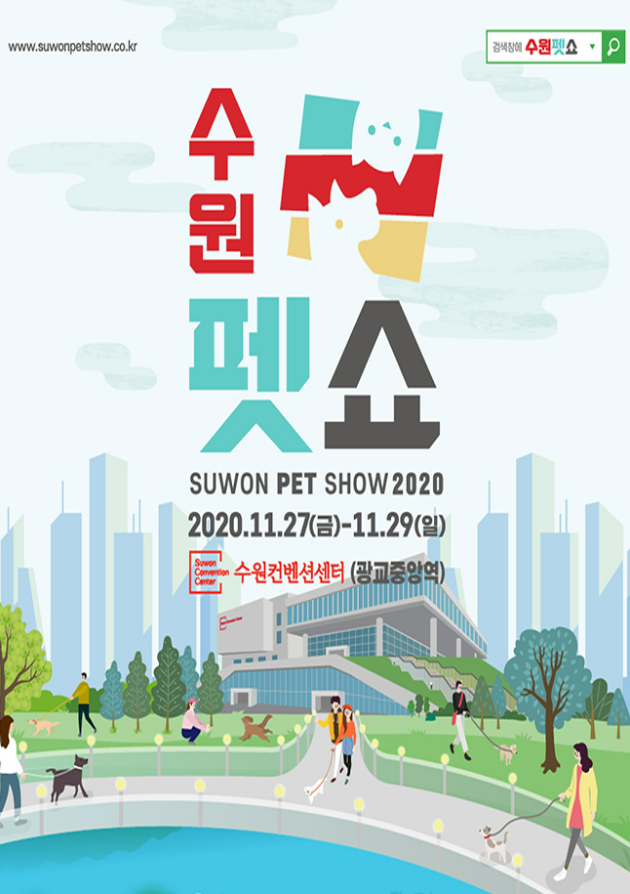 www.suwonpetshow.co.kr
검색창에 수원펫쇼
수원
펫쇼
SUWON PET SHOW 2020
2020.11.27(금)-11.29(일)
Suwon
Convention
Center
수원컨벤션센터 (광교중앙역)